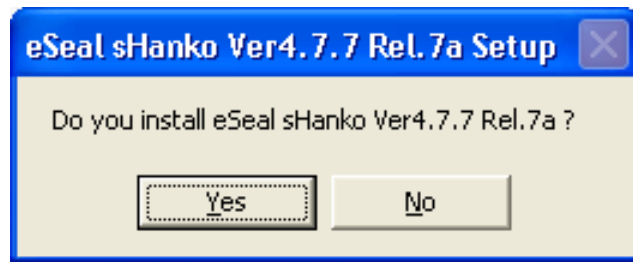 eSeal sHanko Ver4.7.7 Rel.7a Setup
Do you install eSeal sHanko Ver4.7.7 Rel.7a ?
Yes
No